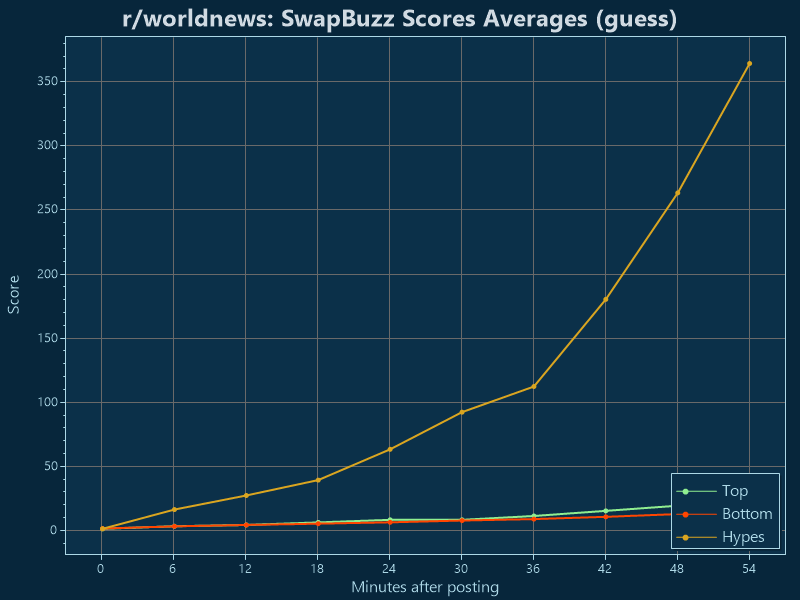 r/worldnews: SwapBuzz Scores Averages (guess)
350
300
250
200
150
100
50
0
Score
Top
Bottom
Hypes
0 6 12 18 24 30 36 42 48 54
Minutes after posting